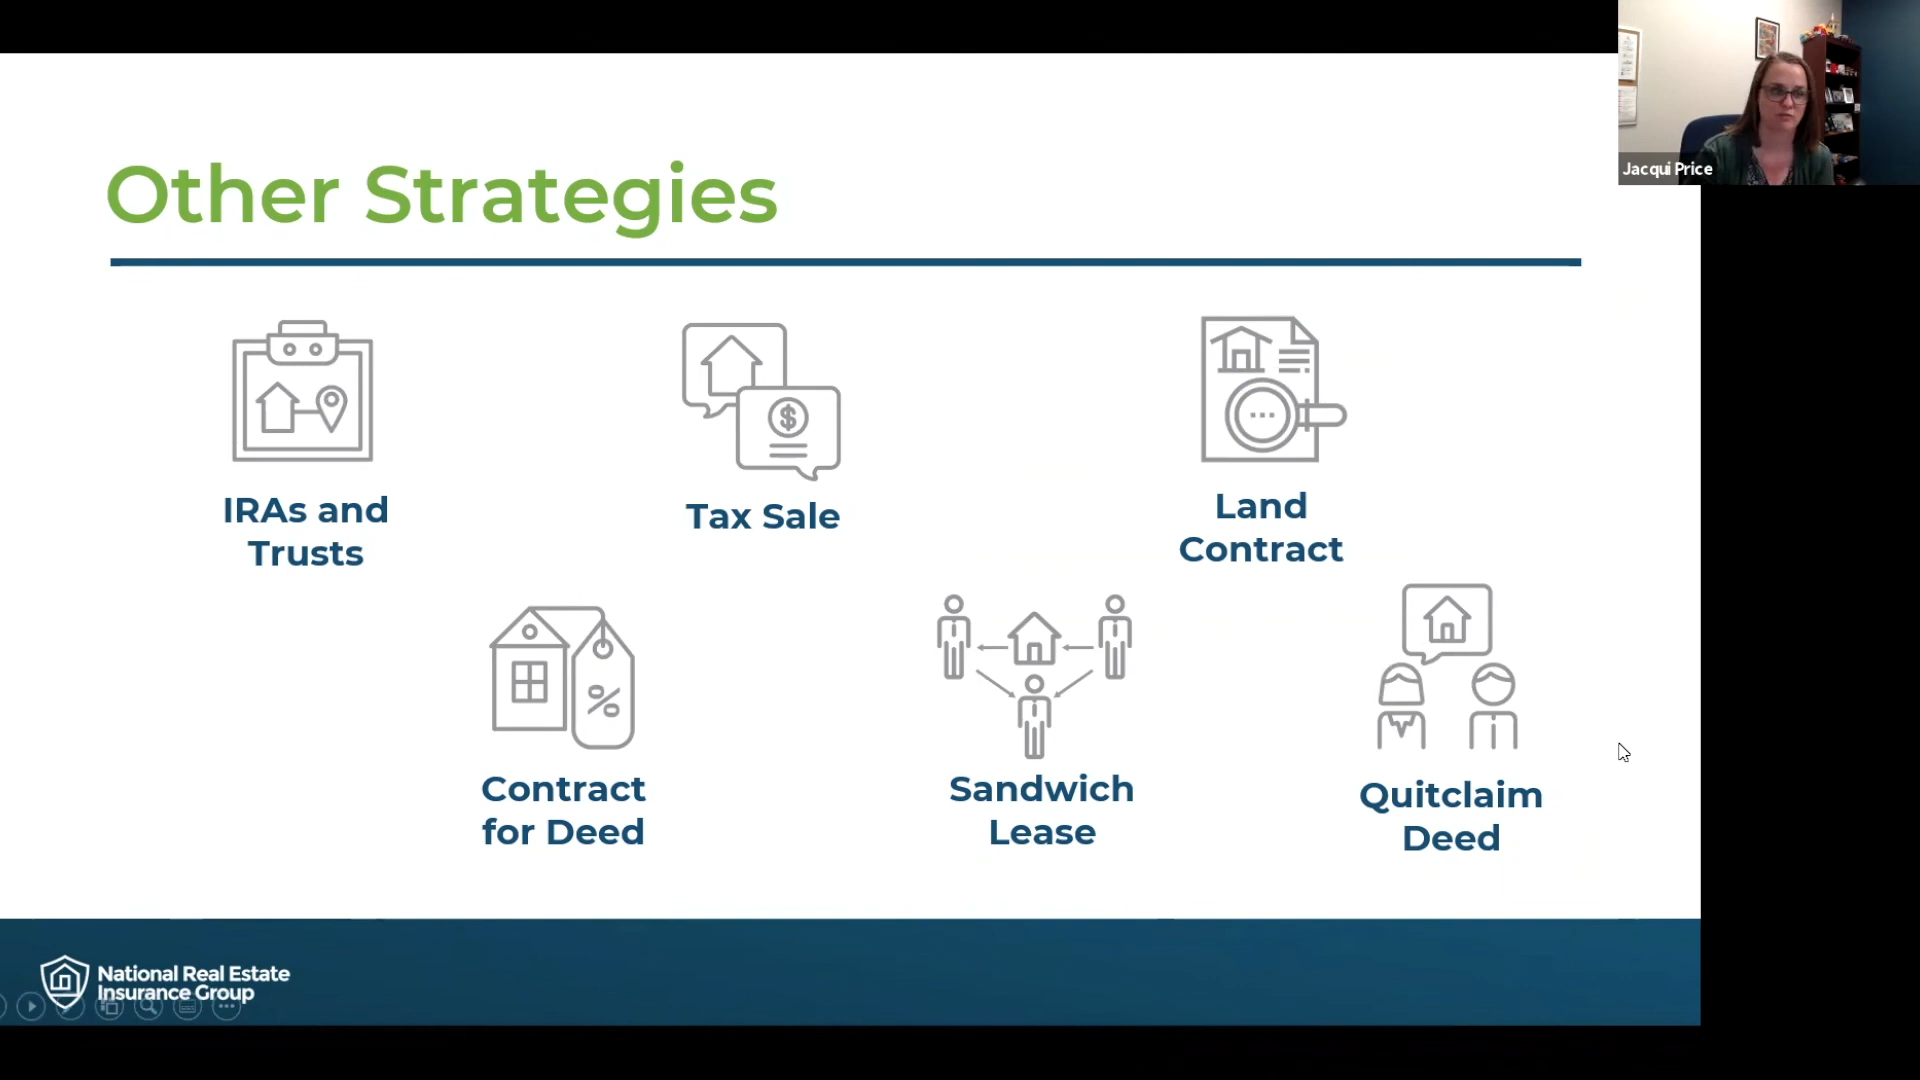 Jacqui Price
Other Strategies
IRAs and
Trusts
Tax Sale
Land
Contract
Contract
for Deed
Sandwich
Lease
Quitclaim
Deed
National Real Estate
Insurance Group